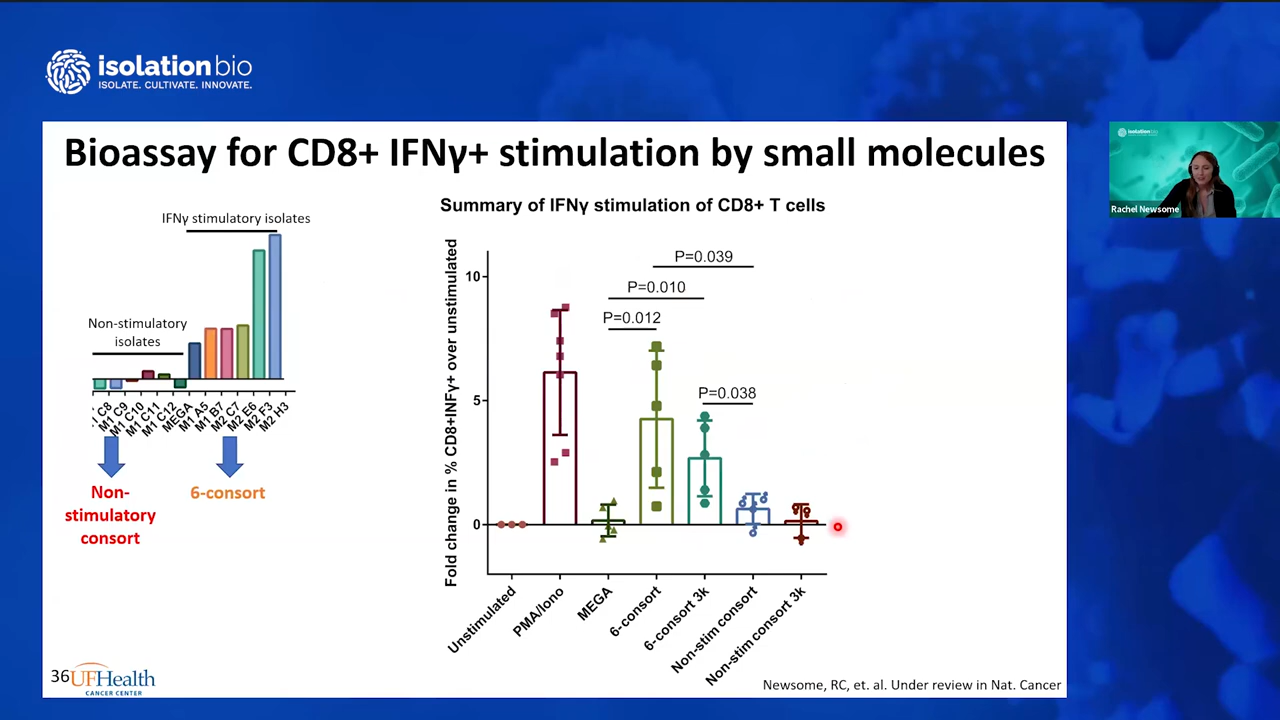 isolation bio
ISOLATE. CULTIVATE. INNOVATE.
Bioassay for CD8+ IFNγ+ stimulation by small molecules
isolation bio
Rachel Newsome
IFNγ stimulatory isolates
Non-stimulatory
isolates
M1 C9
M1 C10
M1 C11
M1 C12
MEGA
M1 A5
M1 B7
M2 C7
M2 E6
M2 F3
M2 H3
Non-
stimulatory
consort
6-consort
Summary of IFNγ stimulation of CD8+ T cells
Fold change in % CD8+INFγ+ over unstimulated
10
5
0
P=0.039
P=0.010
P=0.012
P=0.038
Unstimulated
PMA/Iono
MEGA
6-consort
6-consort 3k
Non-stim consort
Non-stim consort 3k
36
UFHealth
CANCER CENTER
Newsome, RC, et. al. Under review in Nat. Cancer